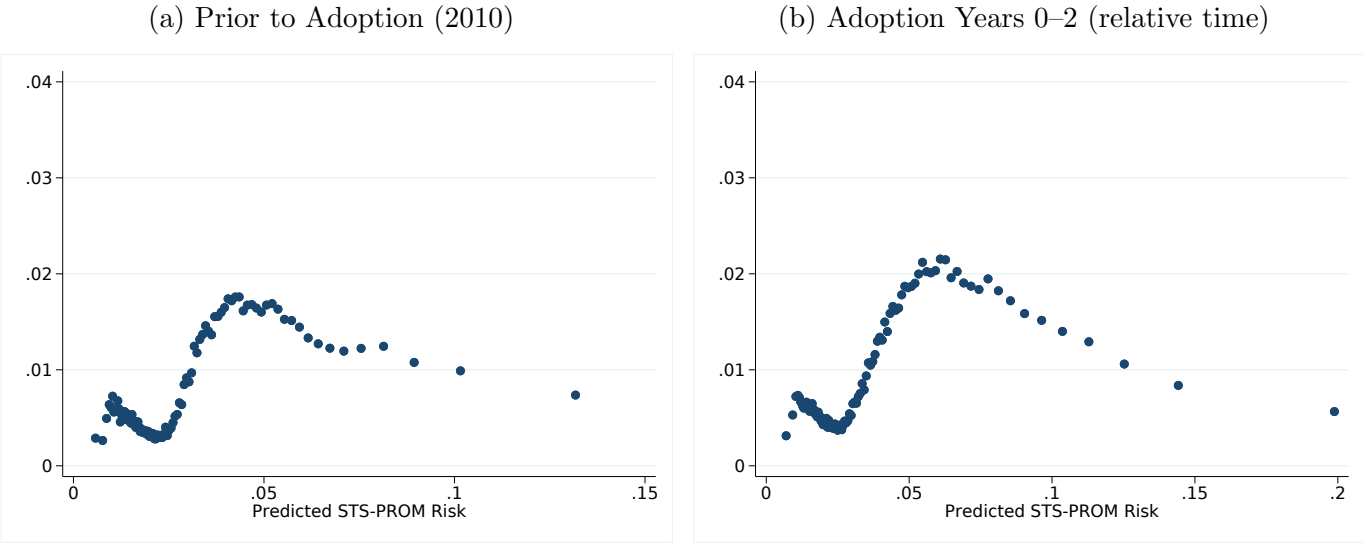 (a) Prior to Adoption (2010)
.04
.03
.02
.01
0
0 .05 .1 .15
Predicted STS-PROM Risk
(b) Adoption Years 0–2 (relative time)
.04
.03
.02
.01
0
0 .05 .1 .15 .2
Predicted STS-PROM Risk